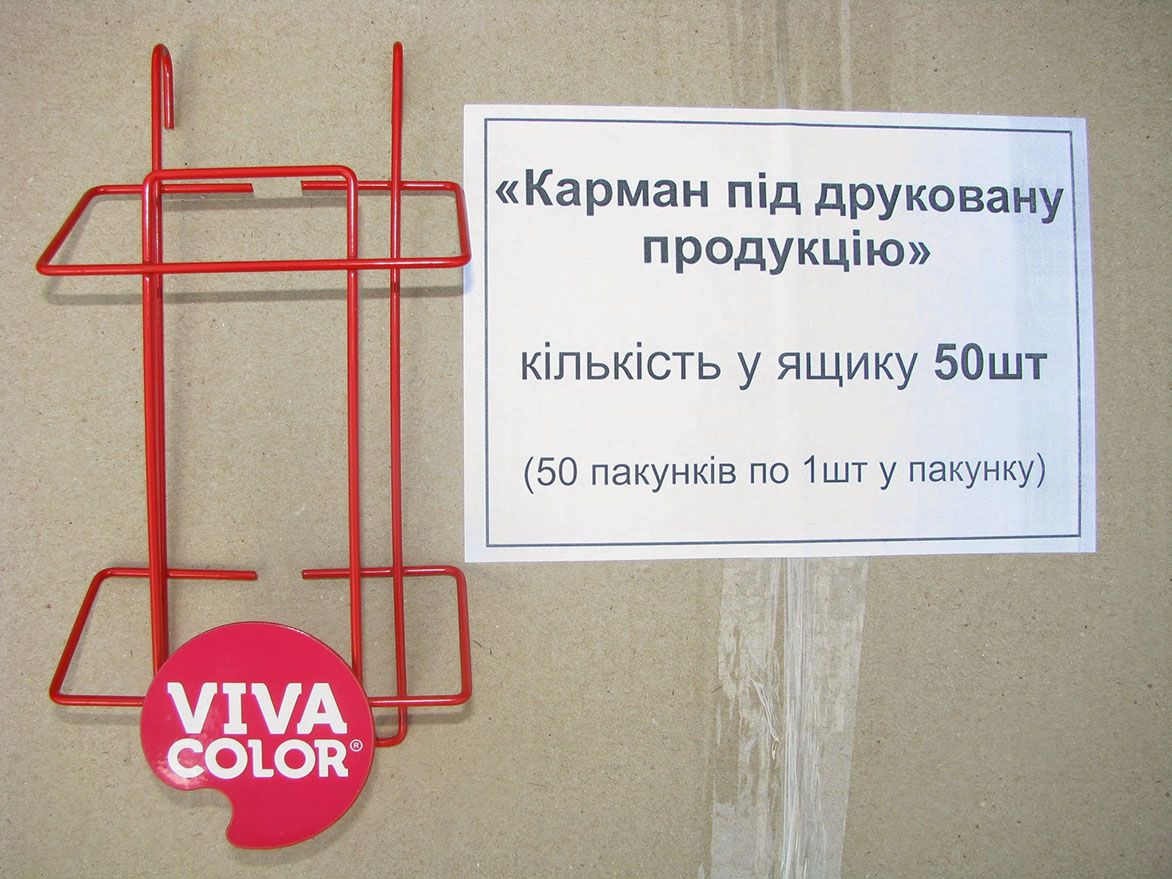 «Карман під друковану
продукцію»
кількість у ящику 50шт
(50 пакунків по 1шт у пакунку)
VIVA
COLOR®